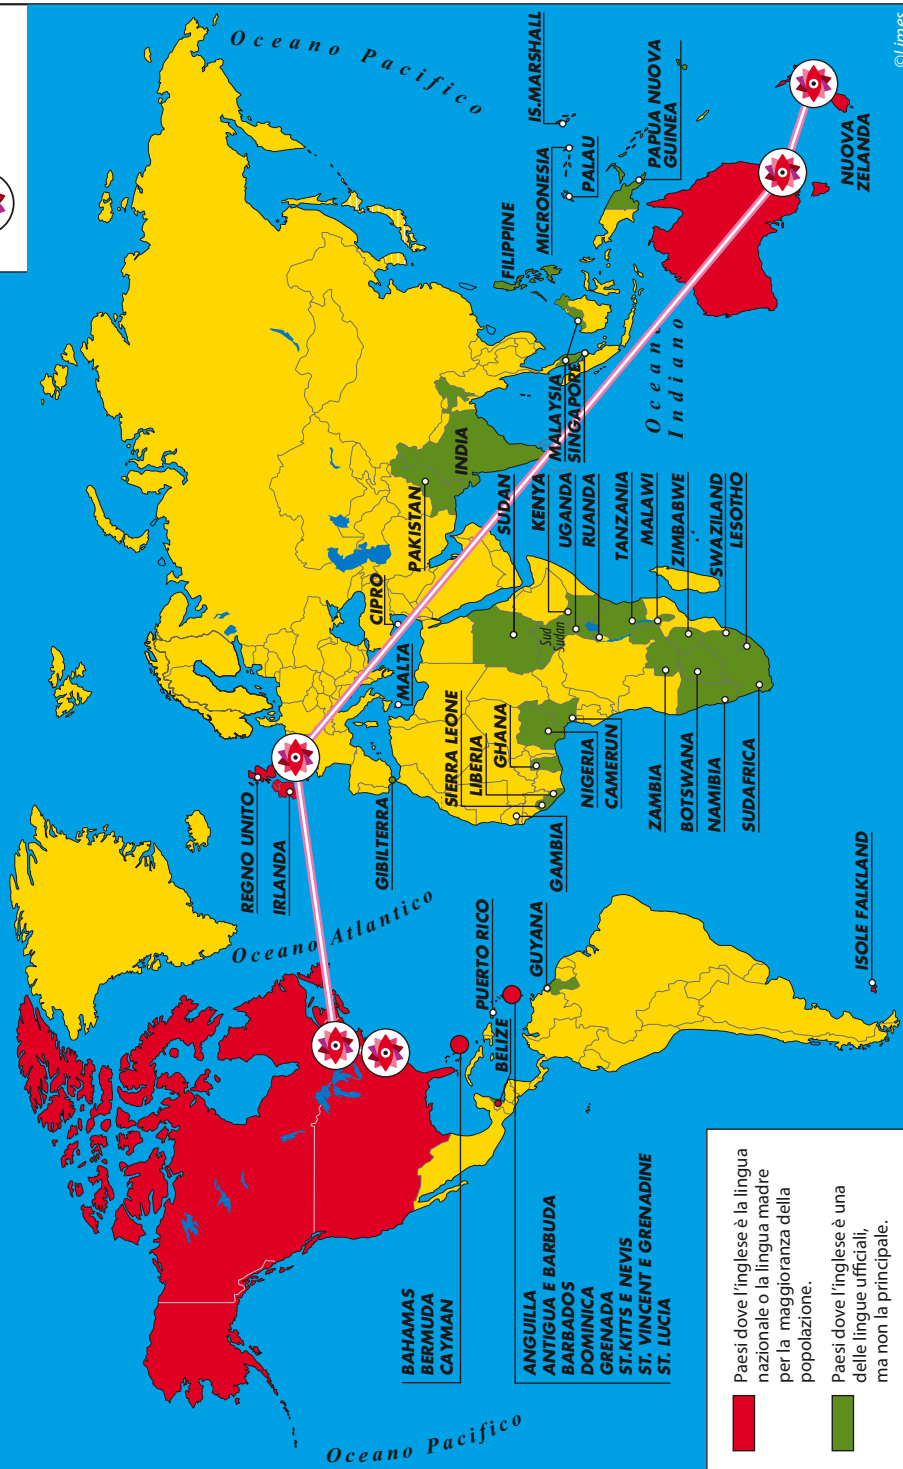 Oceano Pacifico
IS.MARSHALL
MICRONESIA
PALAU
PAPUA NUOVA
GUINEA
FILIPPINE
NUOVA
ZELANDA
MALAYSIA
SINGAPORE
Oceano
Indiano
INDIA
PAKISTAN
CIPRO
MALTA
SUDAN
KENYA
UGANDA
RUANDA
TANZANIA
MALAWI
ZIMBABWE
SWAZILAND
LESOTHO
Sud
Sudan
REGNO UNITO
IRLANDA
GIBILTERRA
SIERRA LEONE
LIBERIA
GHANA
GAMBIA
NIGERIA
CAMERUN
ZAMBIA
BOTSWANA
NAMIBIA
SUDAFRICA
Oceano Atlantico
PUERTO RICO
BELIZE
GUYANA
ISOLE FALKLAND
BAHAMAS
BERMUDA
CAYMAN
ANGUILLA
ANTIGUA E BARBUDA
BARBADOS
DOMINICA
GRENADA
ST.KITTS E NEVIS
ST. VINCENT E GRENADINE
ST. LUCIA
Oceano Pacifico
Paesi dove l'inglese è la lingua
nazionale o la lingua madre
per la maggioranza della
popolazione.
Paesi dove l'inglese è una
delle lingue ufficiali,
ma non la principale.
©Limes